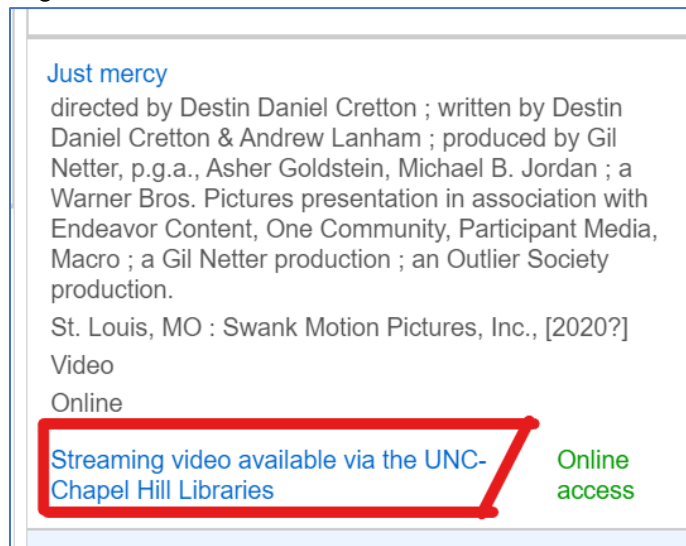 Just mercy
directed by Destin Daniel Cretton ; written by Destin
Daniel Cretton & Andrew Lanham ; produced by Gil
Netter, p.g.a., Asher Goldstein, Michael B. Jordan ; a
Warner Bros. Pictures presentation in association with
Endeavor Content, One Community, Participant Media,
Macro ; a Gil Netter production ; an Outlier Society
production.
St. Louis, MO : Swank Motion Pictures, Inc., [2020?]
Video
Online
Streaming video available via the UNC- Online
Chapel Hill Libraries access